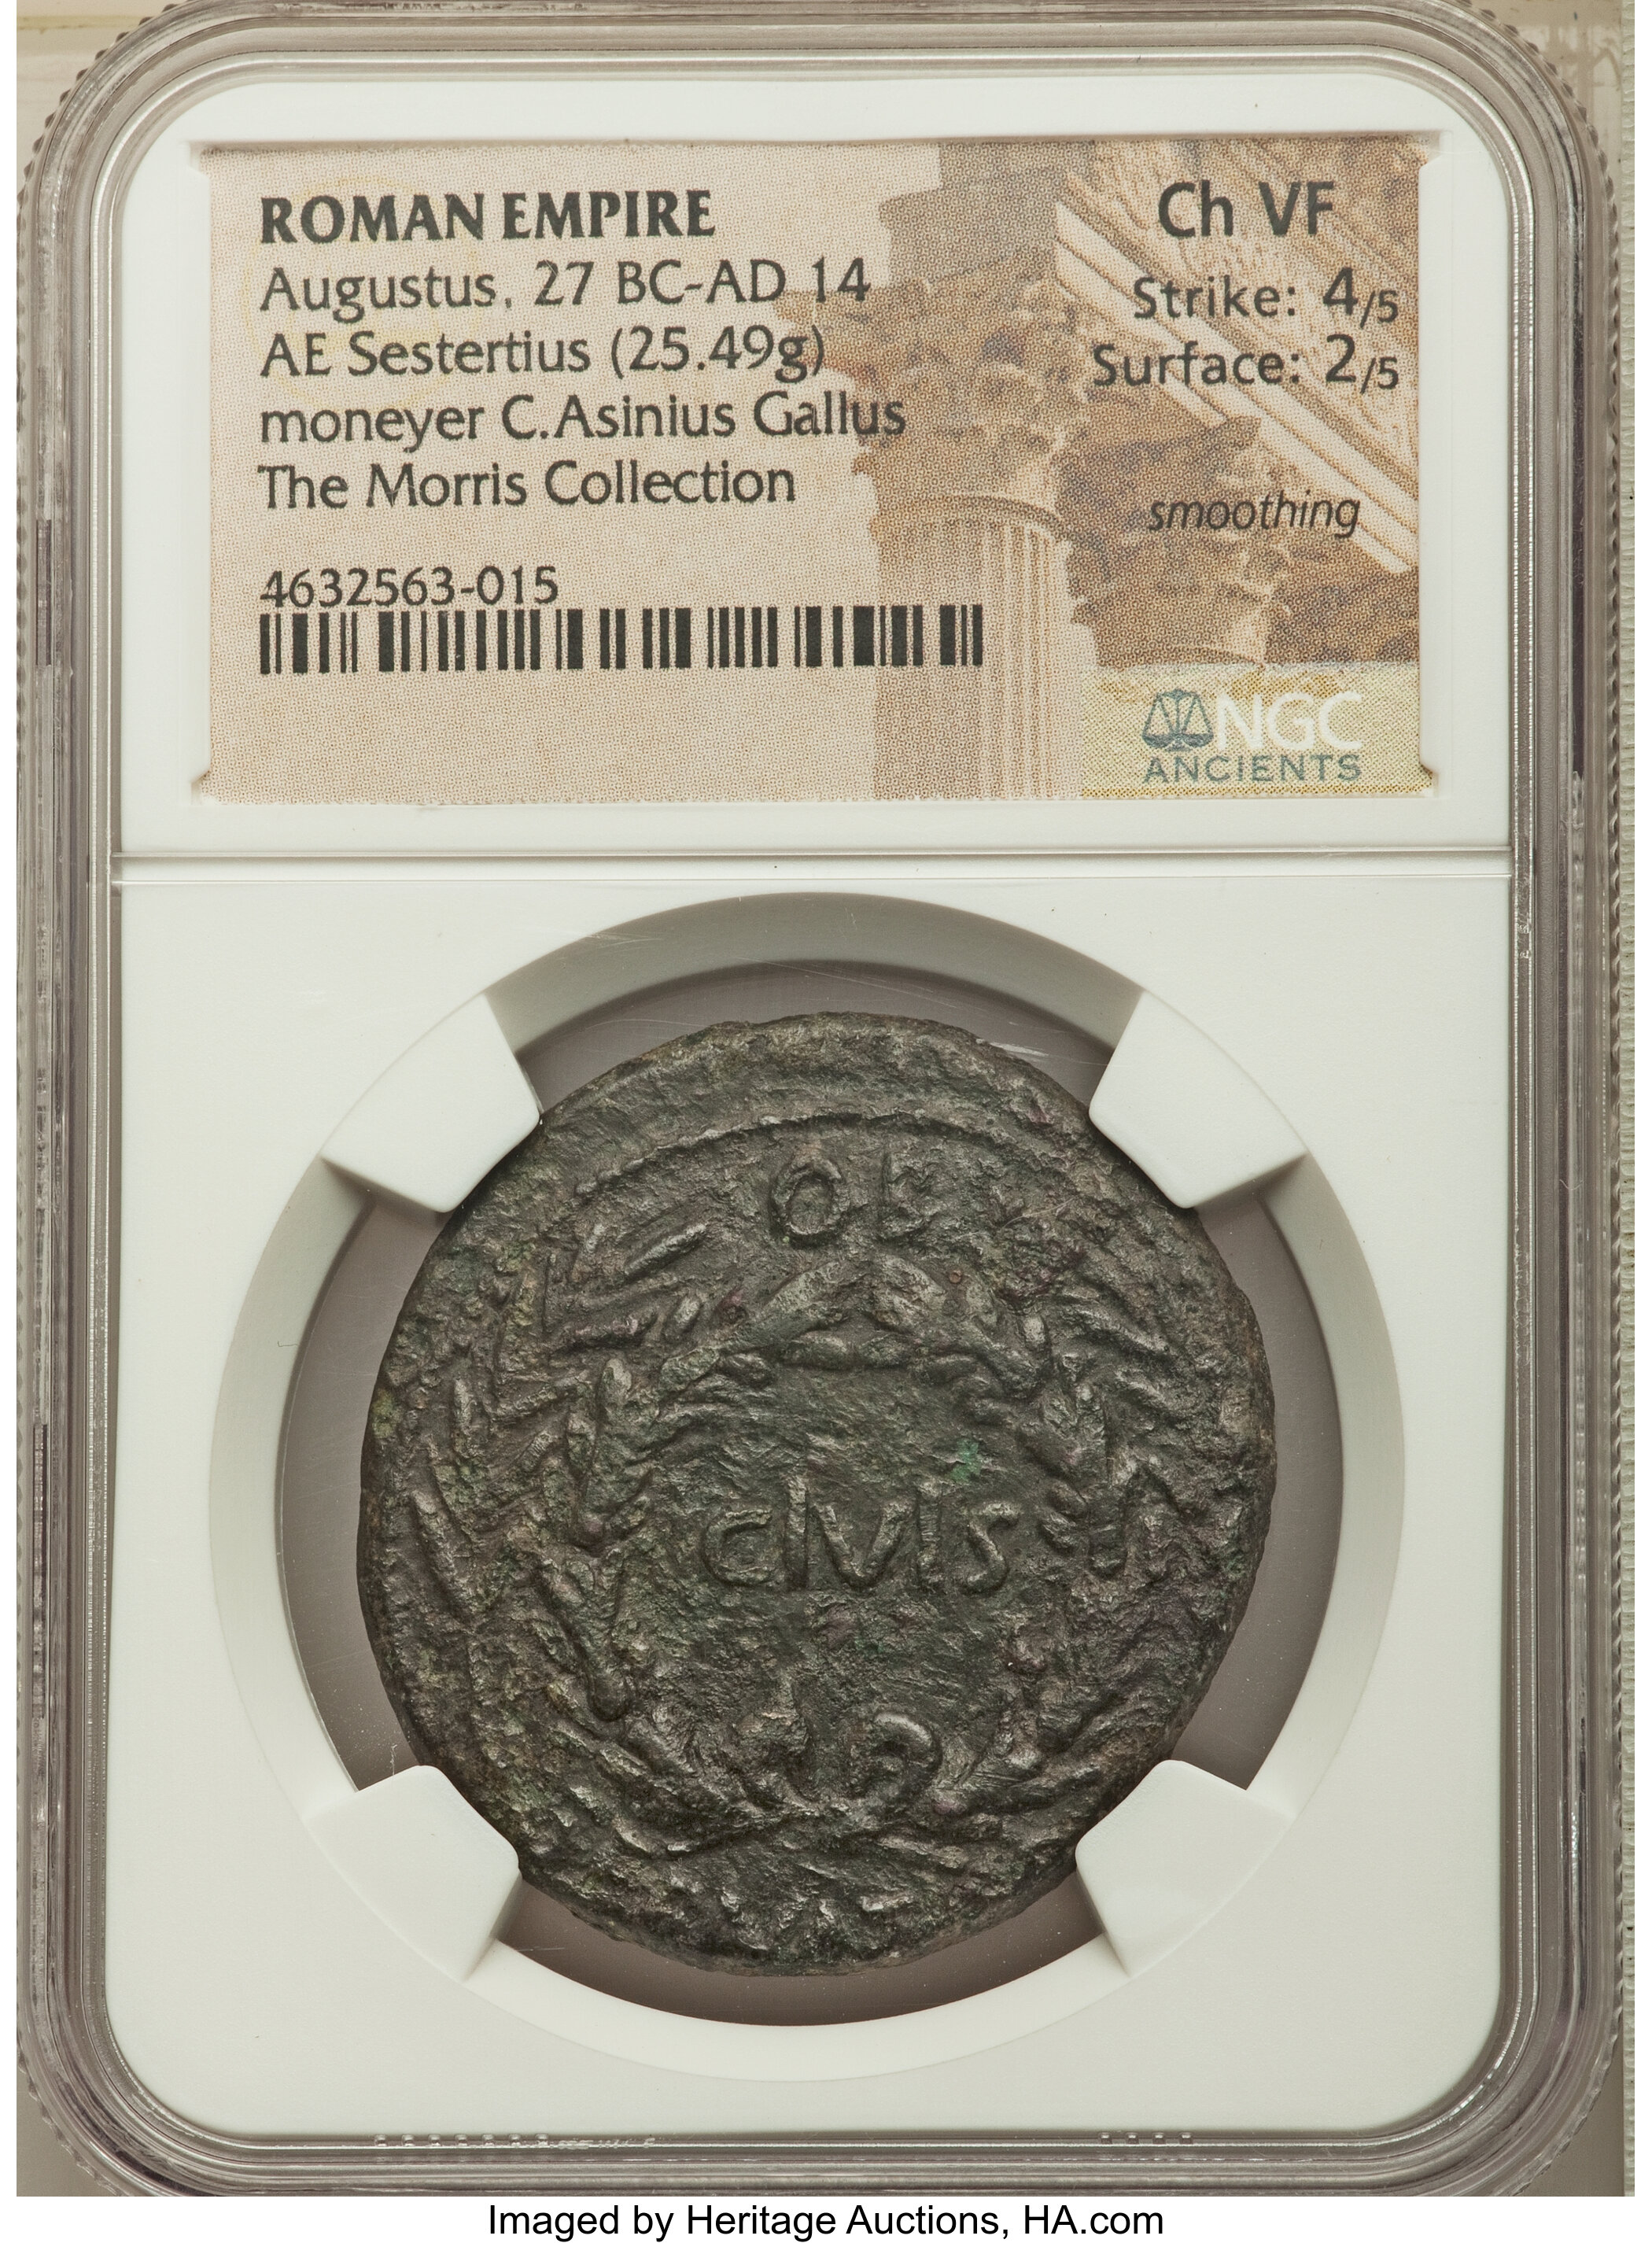 ROMAN EMPIRE
Augustus, 27 BC-AD 14
AE Sestertius (25.49g)
moneyer C.Asinius Gallus
The Morris Collection
4632563-015
Ch VF
Strike: 4/5
Surface: 2/5
smoothing
NGC
ANCIENTS
OB
CIVIS
Imaged by Heritage Auctions, HA.com